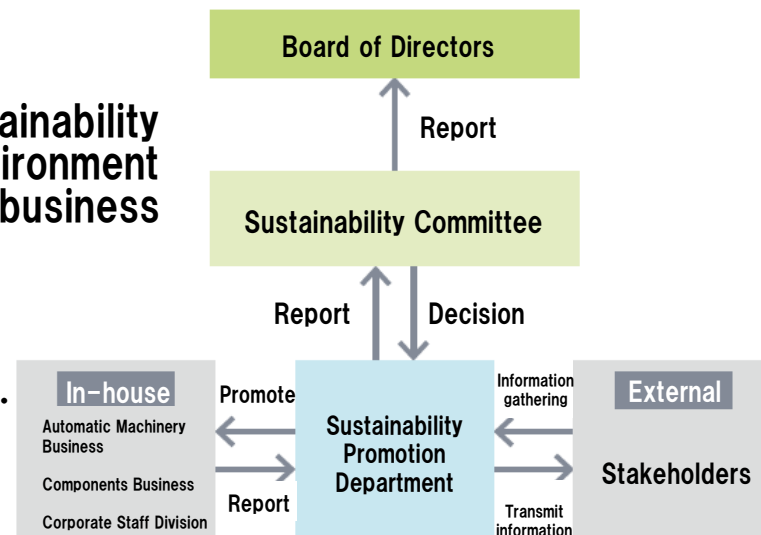 Board of Directors
Report
ainability
ironment
business
Sustainability Committee
Report
Decision
In-house
Automatic Machinery
Business
Components Business
Corporate Staff Division
Promote
Report
Sustainability
Promotion
Department
Information
gathering
Transmit
information
External
Stakeholders